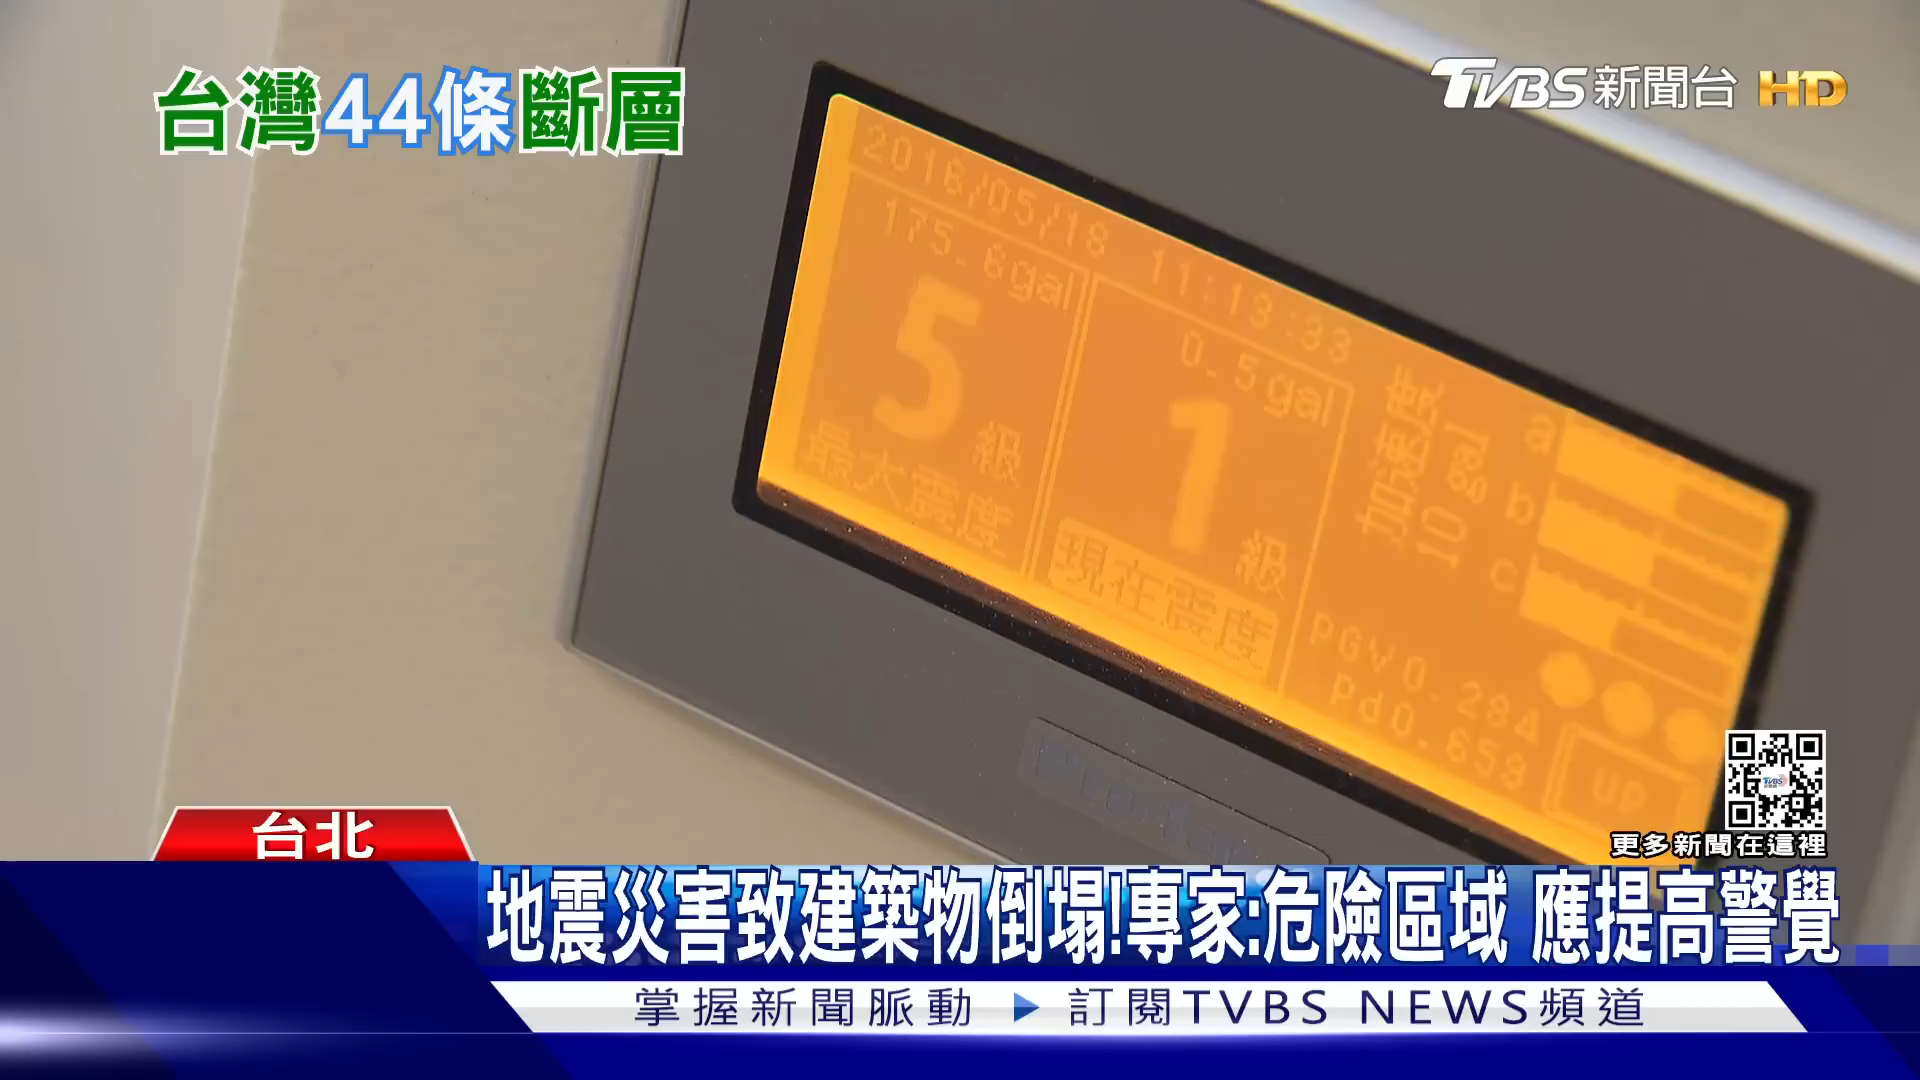 台灣44條斷層
TVBS新聞台 HD
2016/05/18 11:13:33
175.6gal
5級
最大震度
0.5gal
1級
現在震度
加速度
10 gal
a
b
c
PGV0.284
Pd0.659
UP
TVBS
更多新聞在這裡
台北
地震災害致建築物倒塌!專家:危險區域 應提高警覺
掌握新聞脈動 ▶ 訂閱TVBS NEWS頻道